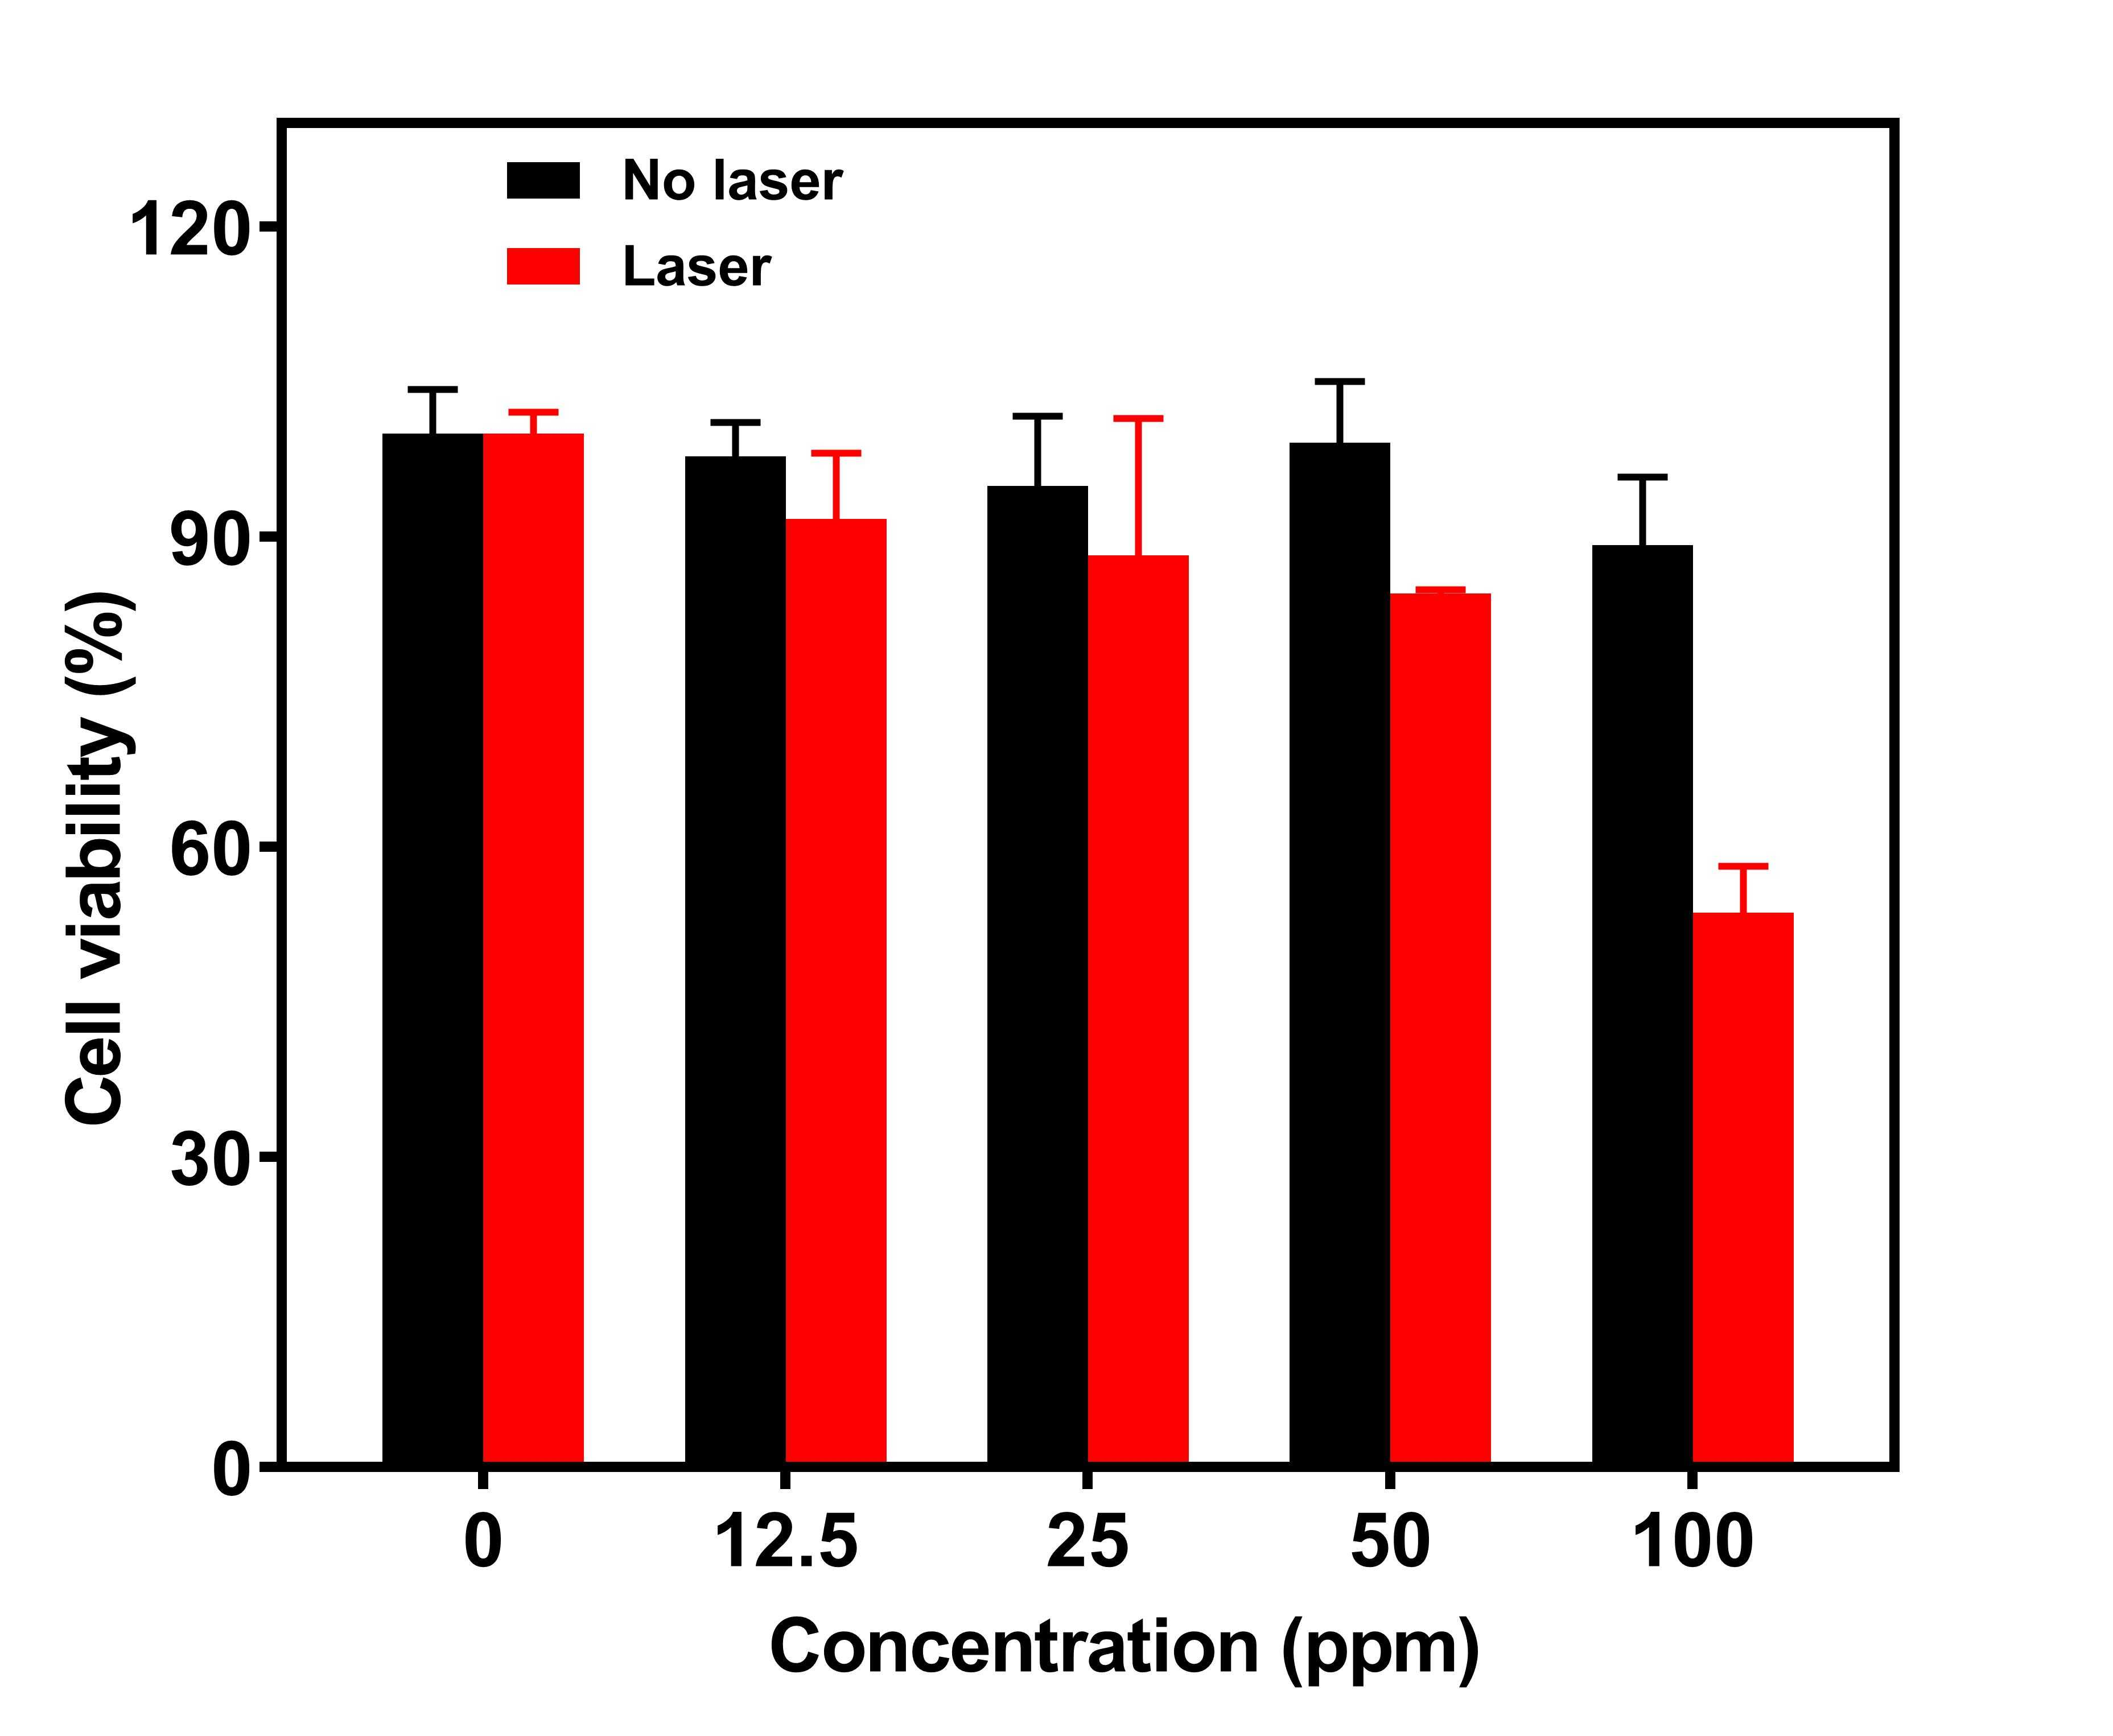 No laser
Laser
120
90
60
30
0
Cell viability (%)
0 12.5 25 50 100
Concentration (ppm)